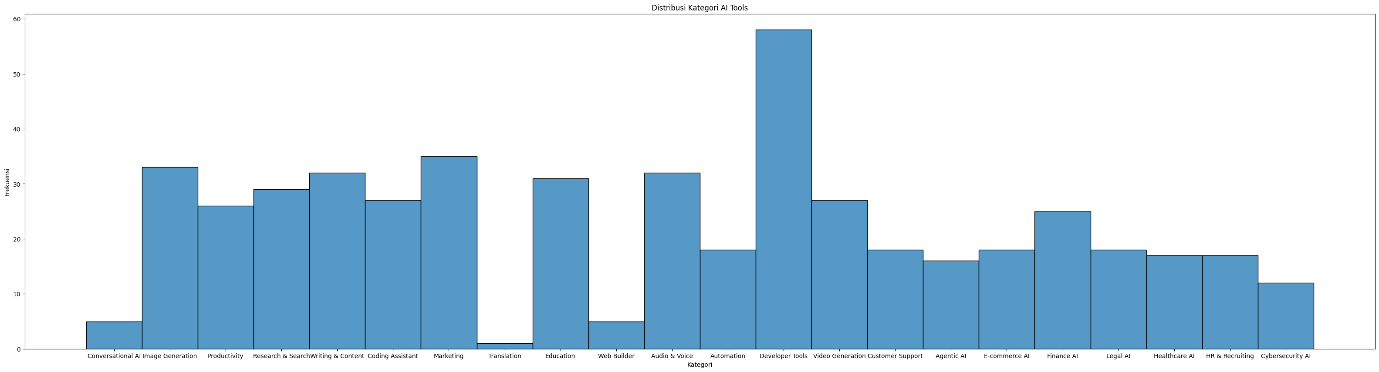 Distribusi Kategori AI Tools
60
50
40
30
20
10
0
Frekuensi
Conversational AI Image Generation Productivity Research & Search Writing & Content Coding Assistant Marketing Translation Education Web Builder Audio & Voice Automation Developer Tools Video Generation Customer Support Agentic AI E-commerce AI Finance AI Legal AI Healthcare AI HR & Recruiting Cybersecurity AI
Kategori